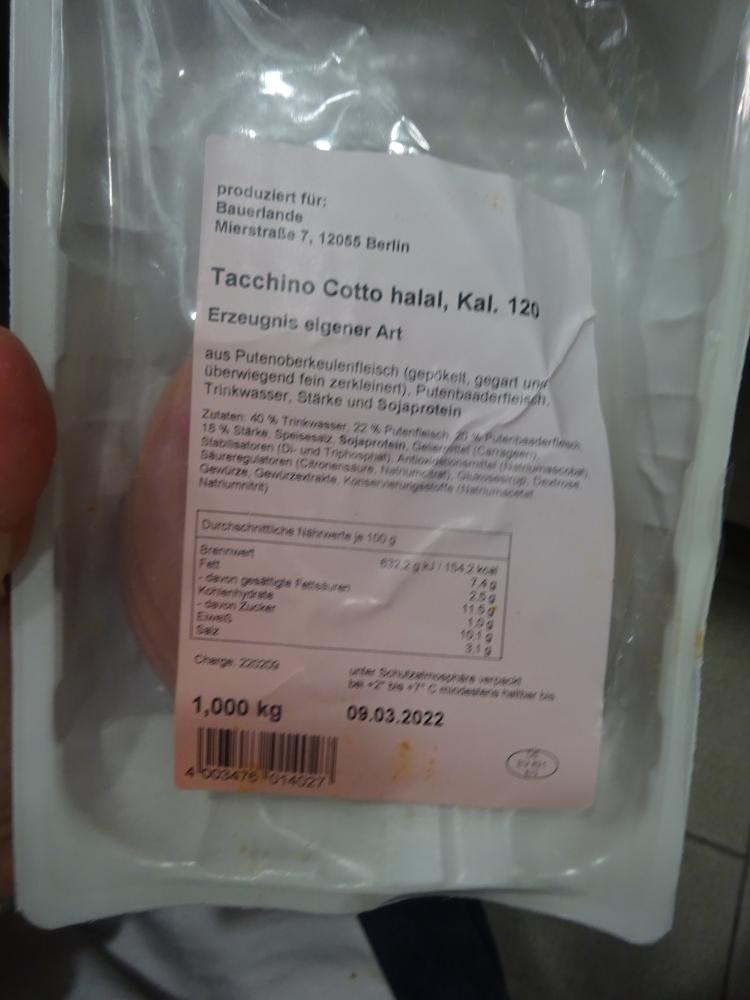 produziert für:
Bauerlande
Mierstraße 7, 12055 Berlin
Tacchino Cotto halal, Kal. 120
Erzeugnis eigener Art
aus Putenoberkeulenfleisch (gepökelt, gegart und
überwiegend fein zerkleinert), Putenbaaderfleisch,
Trinkwasser, Stärke und Sojaprotein
Zutaten: 40 % Trinkwasser, 22 % Putenfleisch, 20 % Putenbaaderfleisch,
18 % Stärke, Speisesalz, Sojaprotein, Geliermittel (Carrageen),
Stabilisatoren (Di- und Triphosphat), Antioxidationsmittel (Natriumascorbat),
Säureregulatoren (Citronensäure, Natriumcitrat), Glukosesirup, Dextrose,
Gewürze, Gewürzextrakte, Konservierungsstoffe (Natriumacetat,
Natriumnitrit)
Durchschnittliche Nährwerte je 100 g
Brennwert 632,2 g kJ / 154,2 kcal
Fett 7,4 g
- davon gesättigte Fettsäuren 2,5 g
Kohlenhydrate 11,5 g
- davon Zucker 1,0 g
Eiweiß 10,1 g
Salz 3,1 g
Charge: 220209
unter Schutzatmosphäre verpackt
bei +2° bis +7° C mindestens haltbar bis
1,000 kg 09.03.2022
4 003476 014027